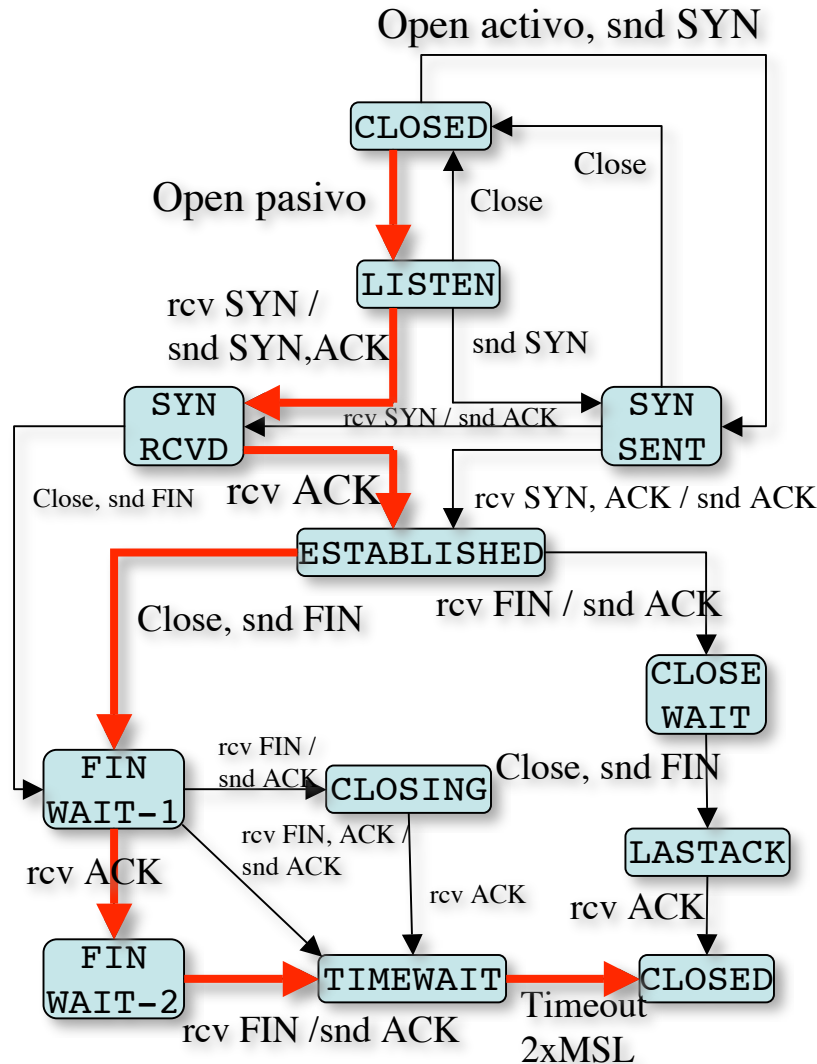 Open activo, snd SYN
CLOSED
Close
Open pasivo
Close
LISTEN
rcv SYN /
snd SYN,ACK
snd SYN
SYN
RCVD
rcv SYN / snd ACK
SYN
SENT
Close, snd FIN
rcv ACK
rcv SYN, ACK / snd ACK
ESTABLISHED
Close, snd FIN
rcv FIN / snd ACK
CLOSE
WAIT
FIN
WAIT-1
rcv FIN /
snd ACK
CLOSING
Close, snd FIN
rcv FIN, ACK /
snd ACK
LASTACK
rcv ACK
rcv ACK
rcv ACK
FIN
WAIT-2
TIMEWAIT
CLOSED
rcv FIN /snd ACK
Timeout
2xMSL